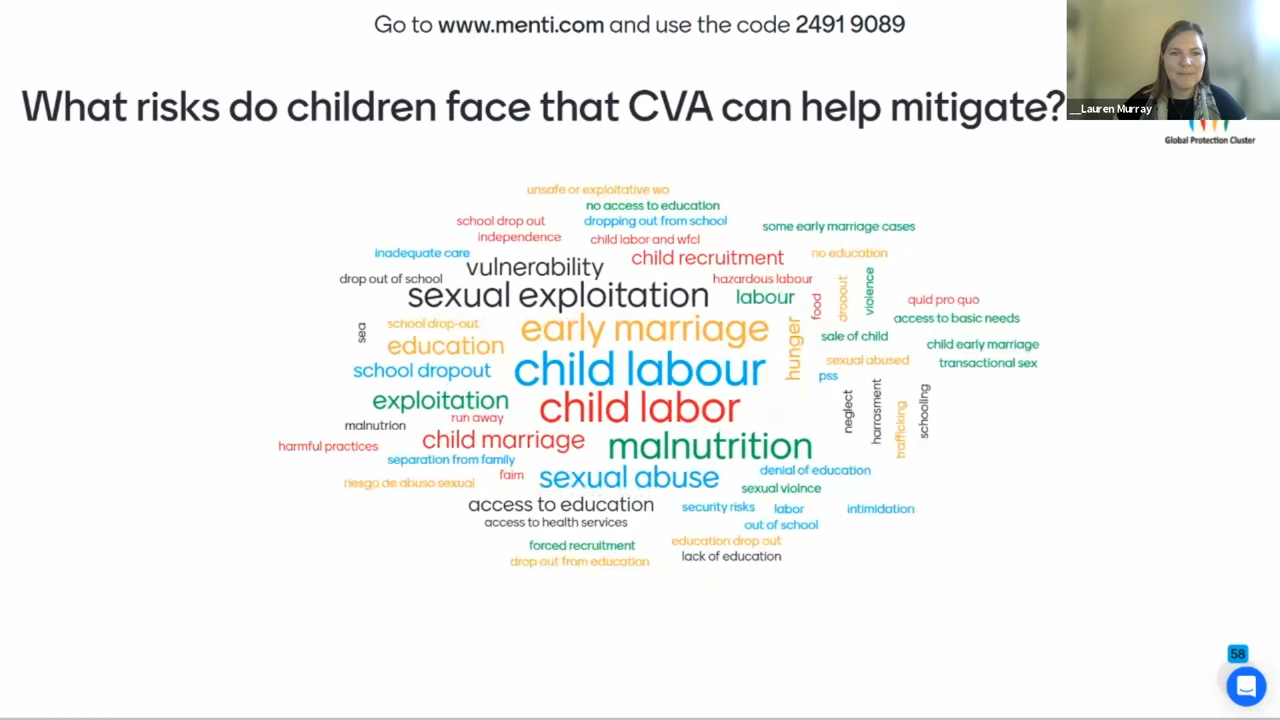 Go to www.menti.com and use the code 2491 9089
What risks do children face that CVA can help mitigate?
__Lauren Murray
Global Protection Cluster
unsafe or exploitative wo
no access to education
school drop out
dropping out from school
some early marriage cases
independence
child labor and wfcl
inadequate care
vulnerability
child recruitment
no education
drop out of school
hazardous labour
sexual exploitation
labour
food
dropout
violence
quid pro quo
access to basic needs
sea
school drop-out
early marriage
hunger
sale of child
education
child early marriage
school dropout
child labour
sexual abused
transactional sex
pss
exploitation
child labor
neglect
harrasment
trafficking
schooling
run away
malnutrion
harmful practices
child marriage
malnutrition
separation from family
faim
sexual abuse
denial of education
riesgo de abuso sexual
sexual violnce
access to education
security risks
labor
intimidation
access to health services
out of school
forced recruitment
education drop out
drop out from education
lack of education
58